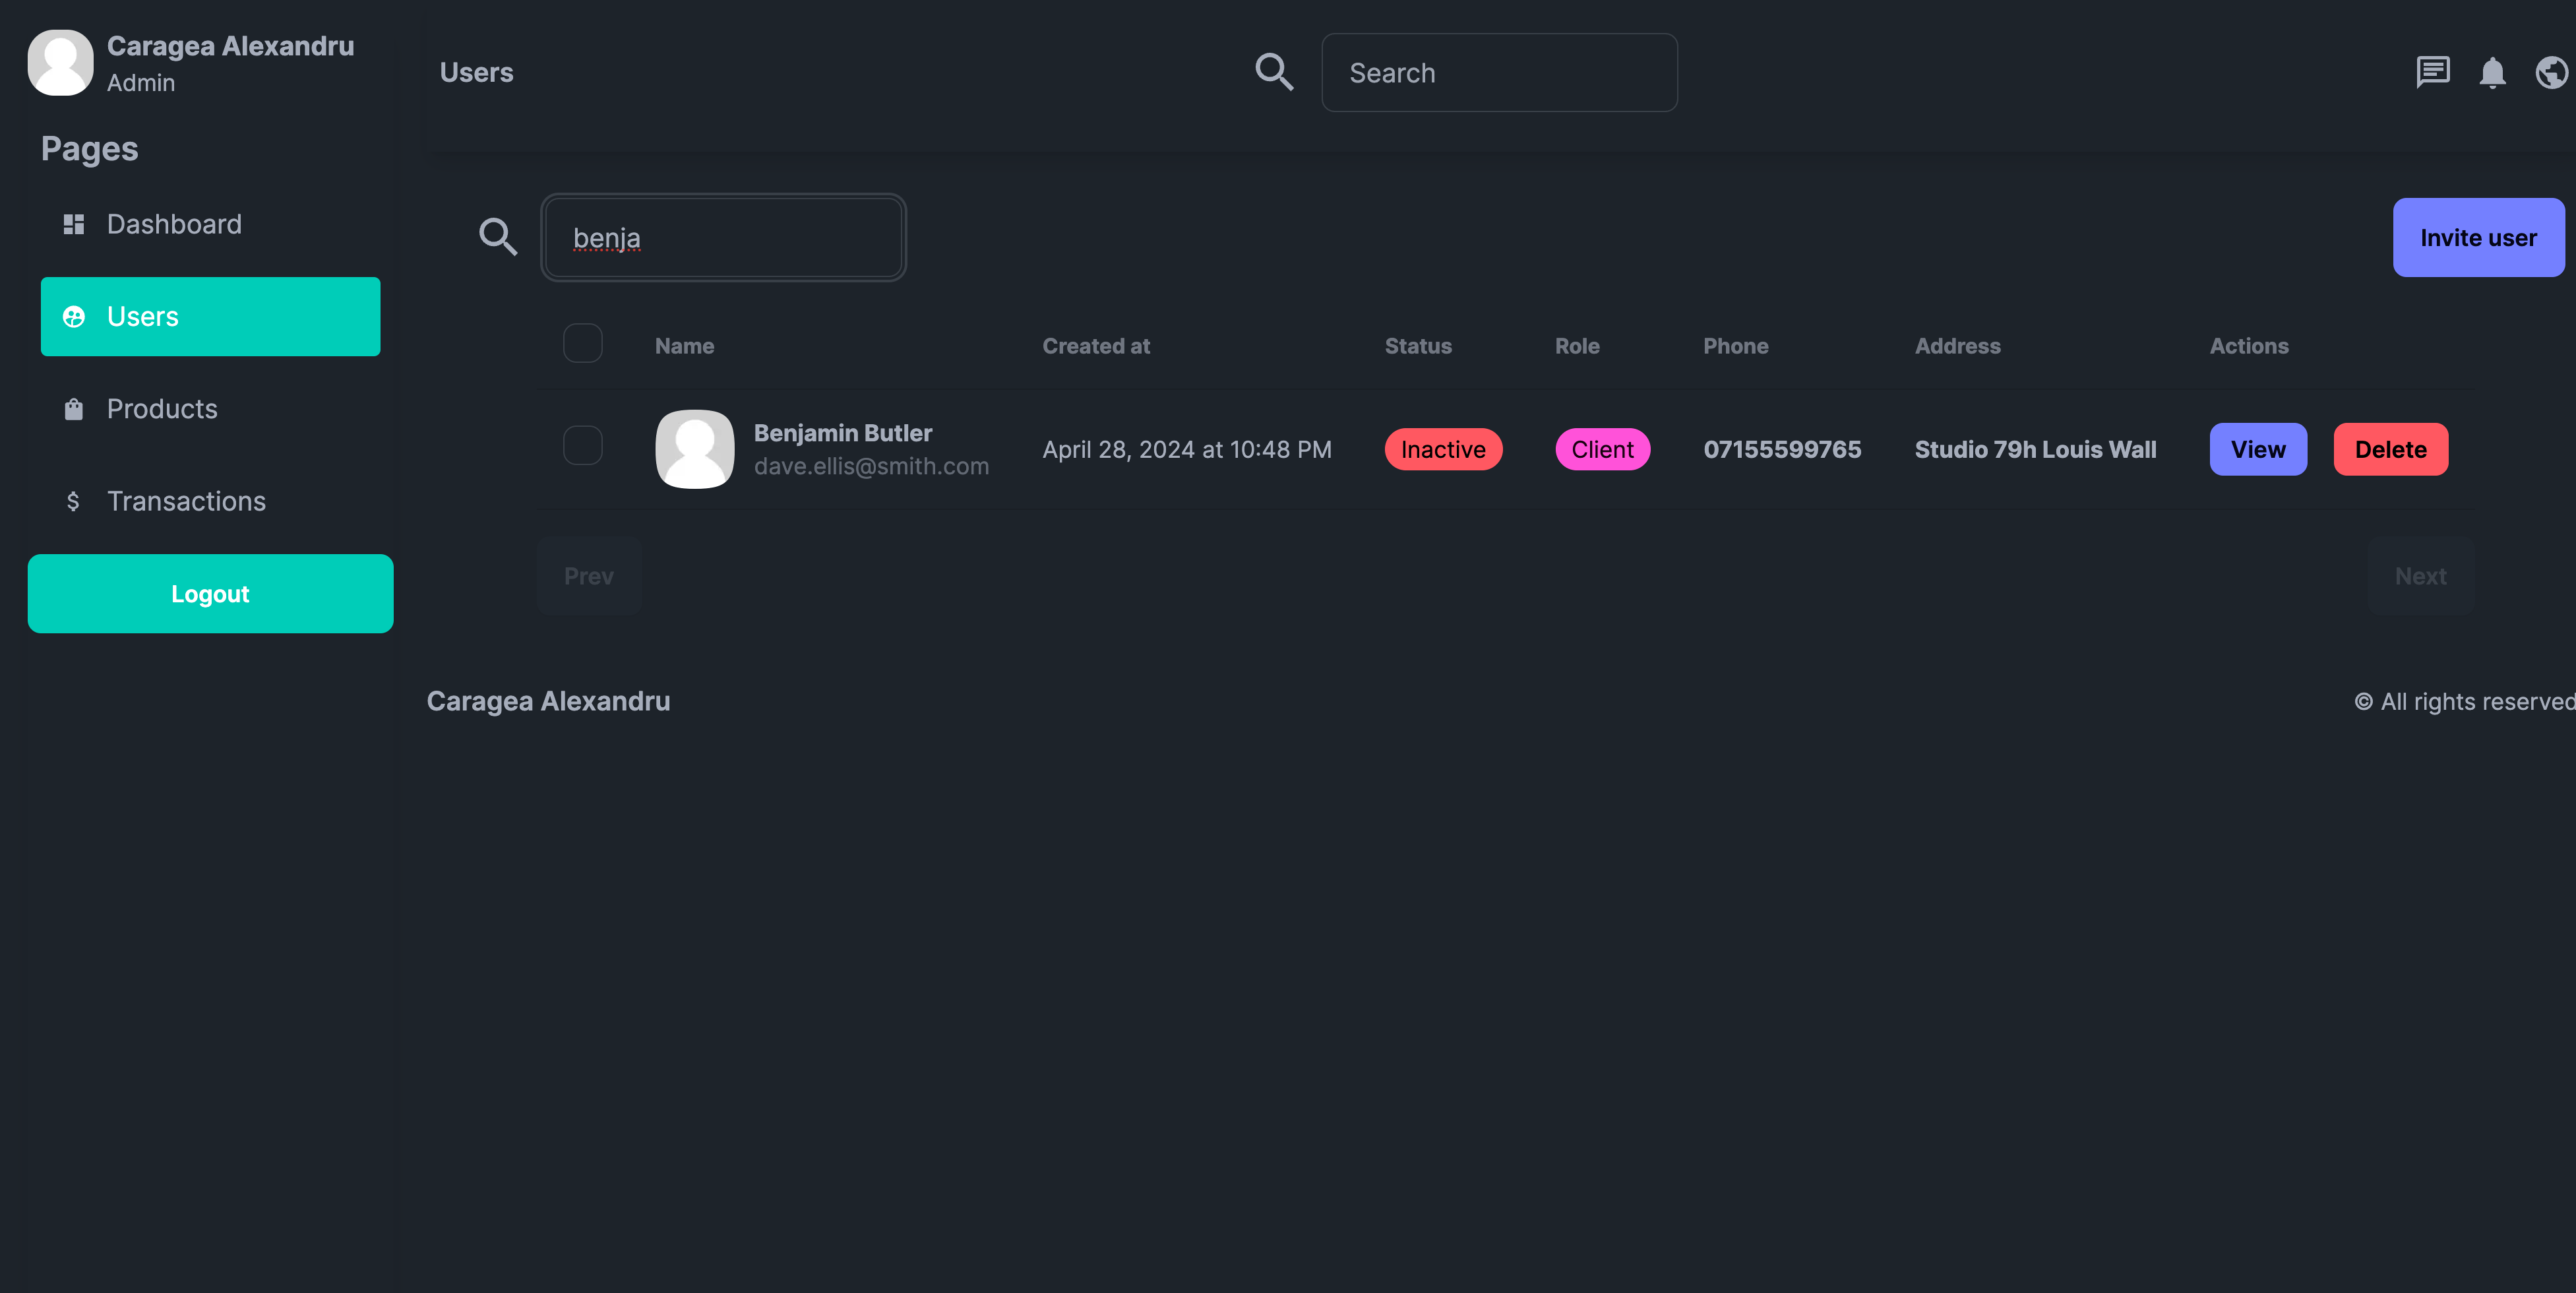 Caragea Alexandru
Admin
Pages
Dashboard
Users
Products
Transactions
Logout
Users
Search
benja
Invite user
Name Created at Status Role Phone Address Actions
Benjamin Butler
dave.ellis@smith.com
April 28, 2024 at 10:48 PM Inactive Client 07155599765 Studio 79h Louis Wall View Delete
Prev Next
Caragea Alexandru
© All rights reserved